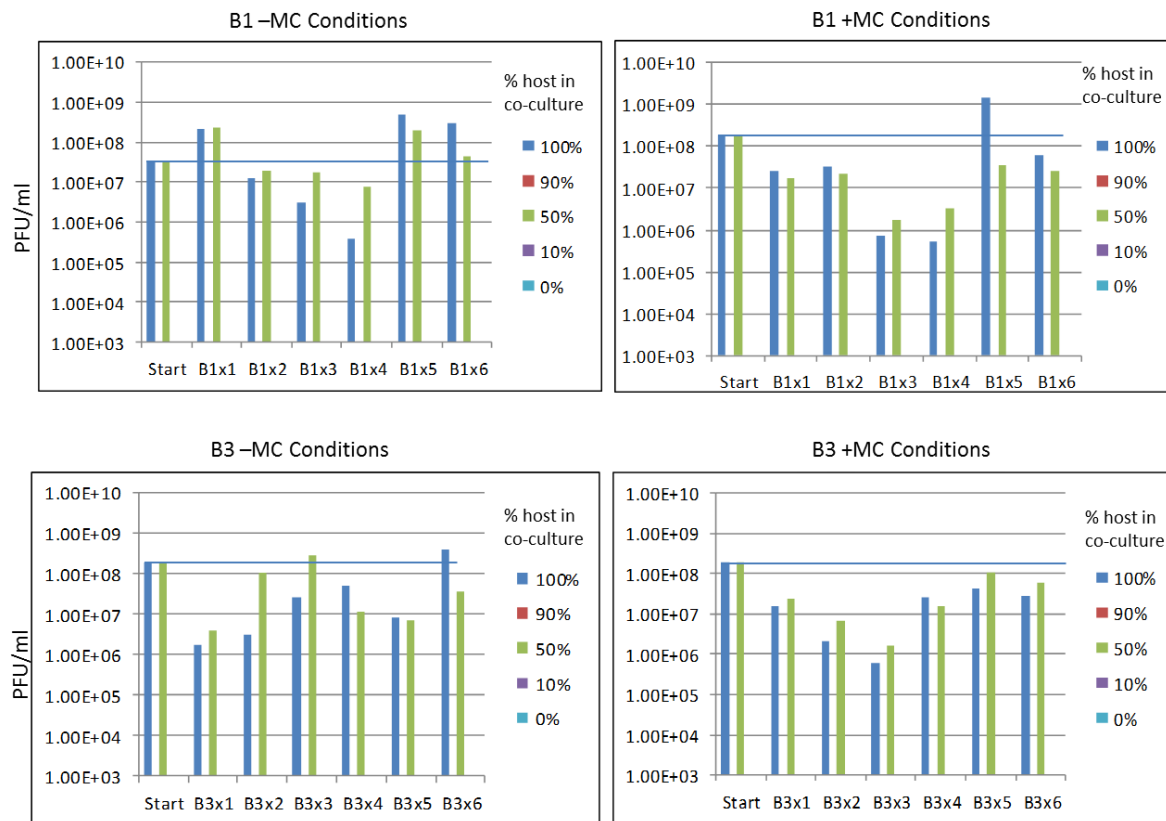 B1 –MC Conditions
1.00E+10
1.00E+09
1.00E+08
1.00E+07
1.00E+06
1.00E+05
1.00E+04
1.00E+03
PFU/ml
Start B1x1 B1x2 B1x3 B1x4 B1x5 B1x6
% host in
co-culture
100%
90%
50%
10%
0%
B1 +MC Conditions
1.00E+10
1.00E+09
1.00E+08
1.00E+07
1.00E+06
1.00E+05
1.00E+04
1.00E+03
Start B1x1 B1x2 B1x3 B1x4 B1x5 B1x6
% host in
co-culture
100%
90%
50%
10%
0%
B3 –MC Conditions
1.00E+10
1.00E+09
1.00E+08
1.00E+07
1.00E+06
1.00E+05
1.00E+04
1.00E+03
PFU/ml
Start B3x1 B3x2 B3x3 B3x4 B3x5 B3x6
% host in
co-culture
100%
90%
50%
10%
0%
B3 +MC Conditions
1.00E+10
1.00E+09
1.00E+08
1.00E+07
1.00E+06
1.00E+05
1.00E+04
1.00E+03
Start B3x1 B3x2 B3x3 B3x4 B3x5 B3x6
% host in
co-culture
100%
90%
50%
10%
0%